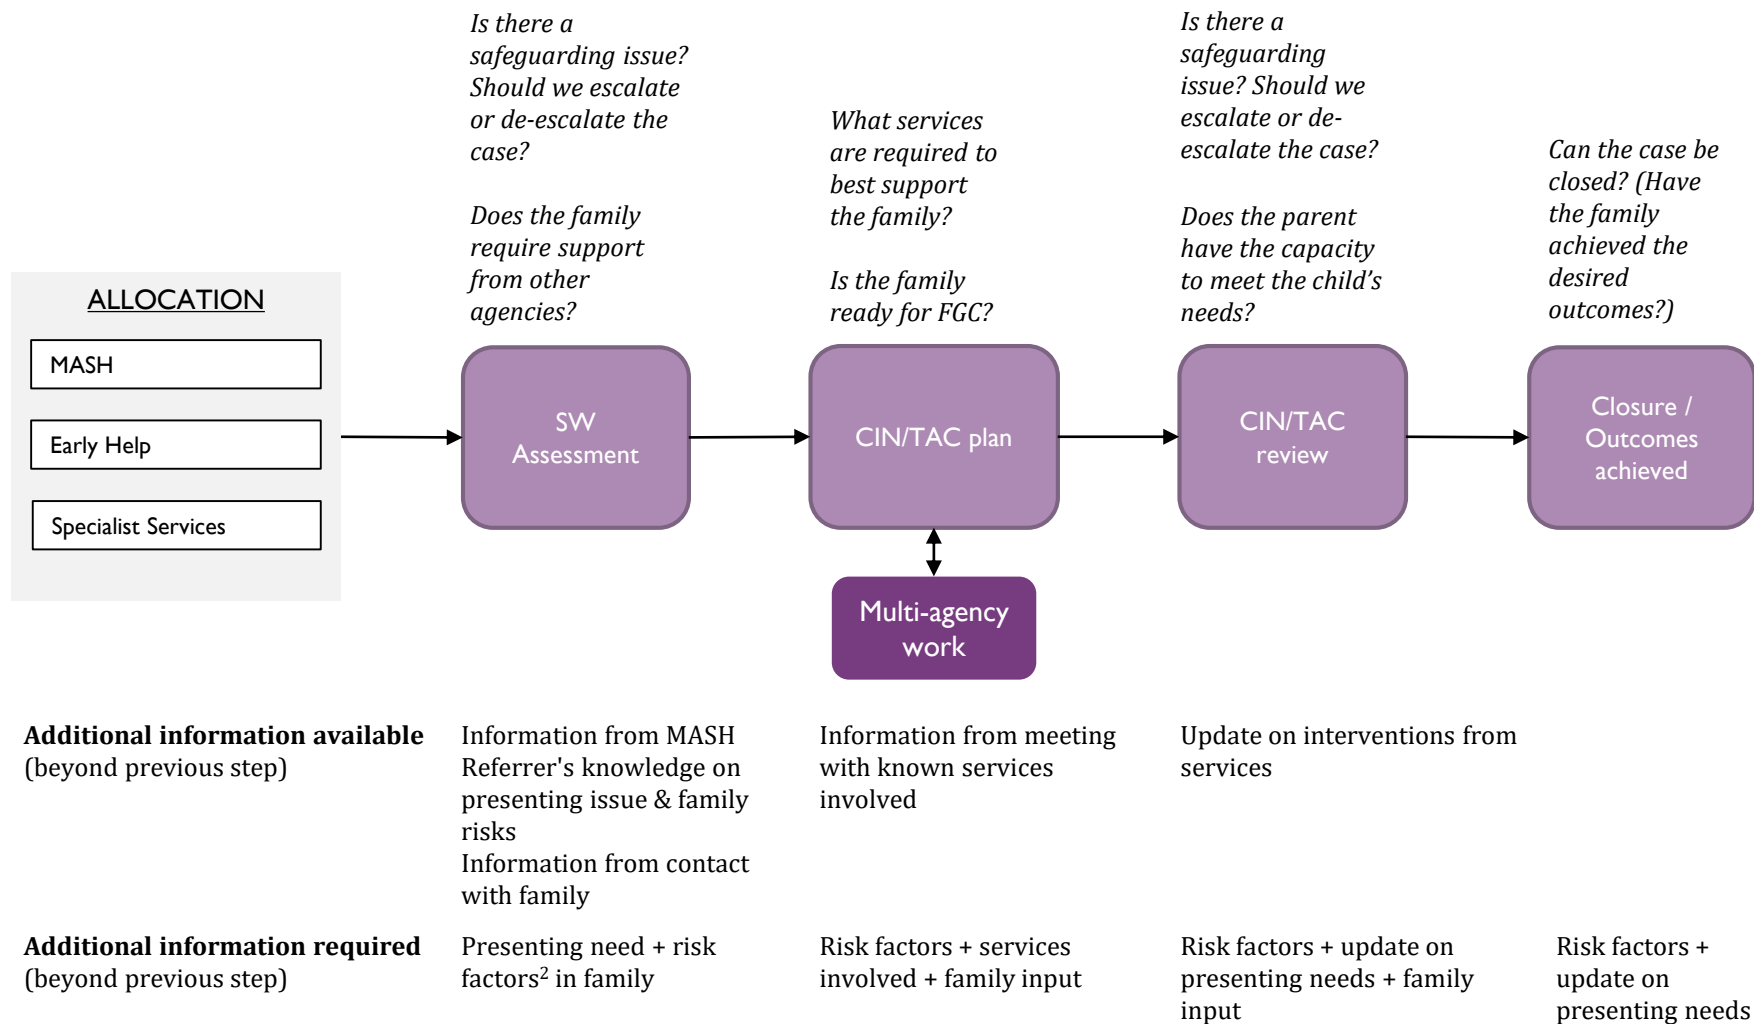 Is there a
safeguarding issue?
Should we escalate
or de-escalate the
case?
Does the family
require support
from other
agencies?
What services
are required to
best support
the family?
Is the family
ready for FGC?
Is there a
safeguarding
issue? Should we
escalate or de-
escalate the case?
Does the parent
have the capacity
to meet the child’s
needs?
Can the case be
closed? (Have
the family
achieved the
desired
outcomes?)
ALLOCATION
MASH
Early Help
Specialist Services
SW
Assessment
CIN/TAC plan
CIN/TAC
review
Closure /
Outcomes
achieved
Multi-agency
work
Additional information available
(beyond previous step)
Information from MASH
Referrer's knowledge on
presenting issue & family
risks
Information from contact
with family
Information from meeting
with known services
involved
Update on interventions from
services
Additional information required
(beyond previous step)
Presenting need + risk
factors² in family
Risk factors + services
involved + family input
Risk factors + update on
presenting needs + family
input
Risk factors +
update on
presenting needs